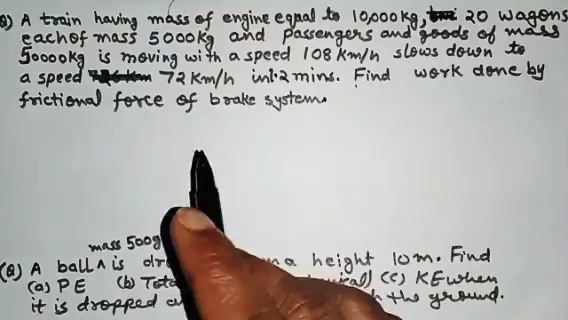 Q) A train having mass of engine equal to 10,000kg, 20 wagons
each of mass 5000kg and passengers and goods of mass
50000kg is moving with a speed 108 km/h slows down to
a speed 72 km/h in 2 mins. Find work done by
frictional force of brake system.
mass 500g
(Q) A ball ^ is a height 10m. Find
(a) PE (b) (c) KE when
it is dropped the ground.